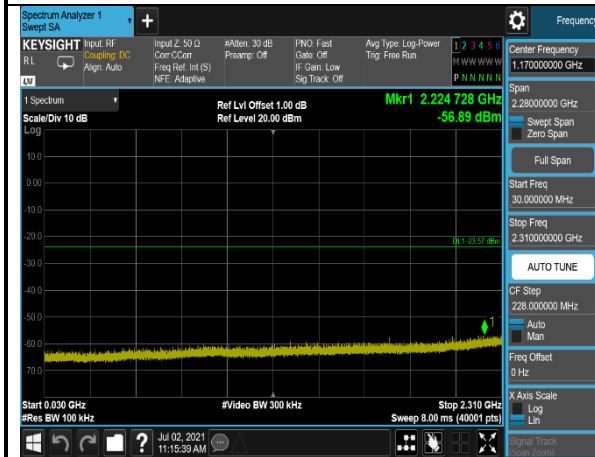 Spectrum Analyzer 1
Swept SA
+
Frequency
KEYSIGHT
RL
LXI
Input: RF
Coupling: DC
Align: Auto
Input Z: 50 Ω
Corr CCorr
Freq Ref: Int (S)
NFE: Adaptive
#Atten: 30 dB
Preamp: Off
PNO: Fast
Gate: Off
IF Gain: Low
Sig Track: Off
Avg Type: Log-Power
Trig: Free Run
1 2 3 4 5 6
M W W W W W
P N N N N N
1 Spectrum
Scale/Div 10 dB
Log
Ref Lvl Offset 1.00 dB
Ref Level 20.00 dBm
Mkr1 2.224 728 GHz
-56.89 dBm
10.0
0.00
-10.0
-20.0
-30.0
-40.0
-50.0
-60.0
-70.0
DL1 -23.57 dBm
1
Start 0.030 GHz
#Res BW 100 kHz
#Video BW 300 kHz
Stop 2.310 GHz
Sweep 8.00 ms (40001 pts)
Center Frequency
1.170000000 GHz
Span
2.28000000 GHz
Swept Span
Zero Span
Full Span
Start Freq
30.000000 MHz
Stop Freq
2.310000000 GHz
AUTO TUNE
CF Step
228.000000 MHz
Auto
Man
Freq Offset
0 Hz
X Axis Scale
Log
Lin
Signal Track
(Span Zoom)
?
Jul 02, 2021
11:15:39 AM